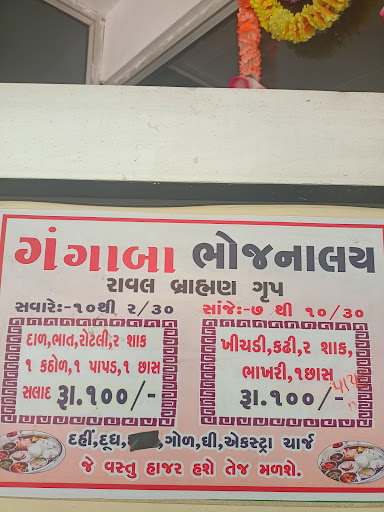 ગંગાબા ભોજનાલય
રાવલ બ્રાહ્મણ ગૃપ
સવારે:-૧૦થી ૨/૩૦
દાળ,ભાત,રોટલી,૨ શાક
૧ કઠોળ,૧ પાપડ,૧ છાસ
સલાદ રૂા.૧૦૦/-
સાંજે:-૭ થી ૧૦/૩૦
ખીચડી,કઢી,૨ શાક,
ભાખરી,૧છાસ
રૂા.૧૦૦/-
દહીં,દૂધ, ,ગોળ,ઘી,એકસ્ટ્રા ચાર્જ
જે વસ્તુ હાજર હશે તેજ મળશે.